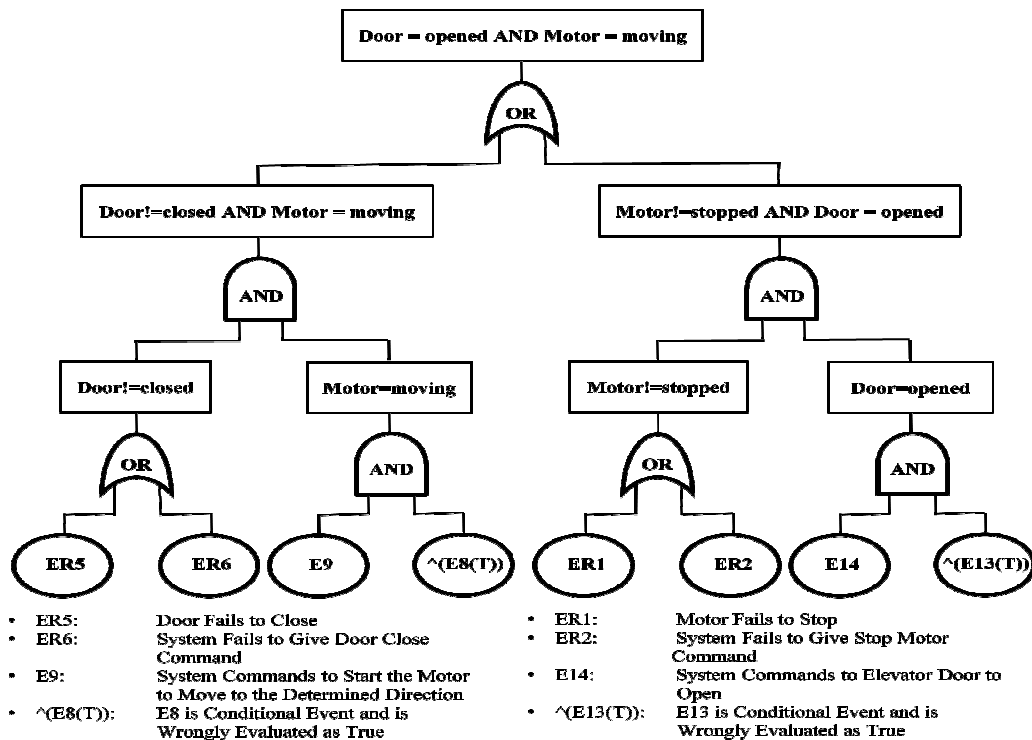 Door = opened AND Motor = moving
OR
Door!=closed AND Motor = moving
Motor!=stopped AND Door = opened
AND
AND
Door!=closed
Motor=moving
Motor!=stopped
Door=opened
OR
AND
OR
AND
ER5
ER6
E9
^(E8(T))
ER1
ER2
E14
^(E13(T))
• ER5: Door Fails to Close
• ER6: System Fails to Give Door Close
Command
• E9: System Commands to Start the Motor
to Move to the Determined Direction
• ^(E8(T)): E8 is Conditional Event and is
Wrongly Evaluated as True
• ER1: Motor Fails to Stop
• ER2: System Fails to Give Stop Motor
Command
• E14: System Commands to Elevator Door to
Open
• ^(E13(T)): E13 is Conditional Event and is
Wrongly Evaluated as True